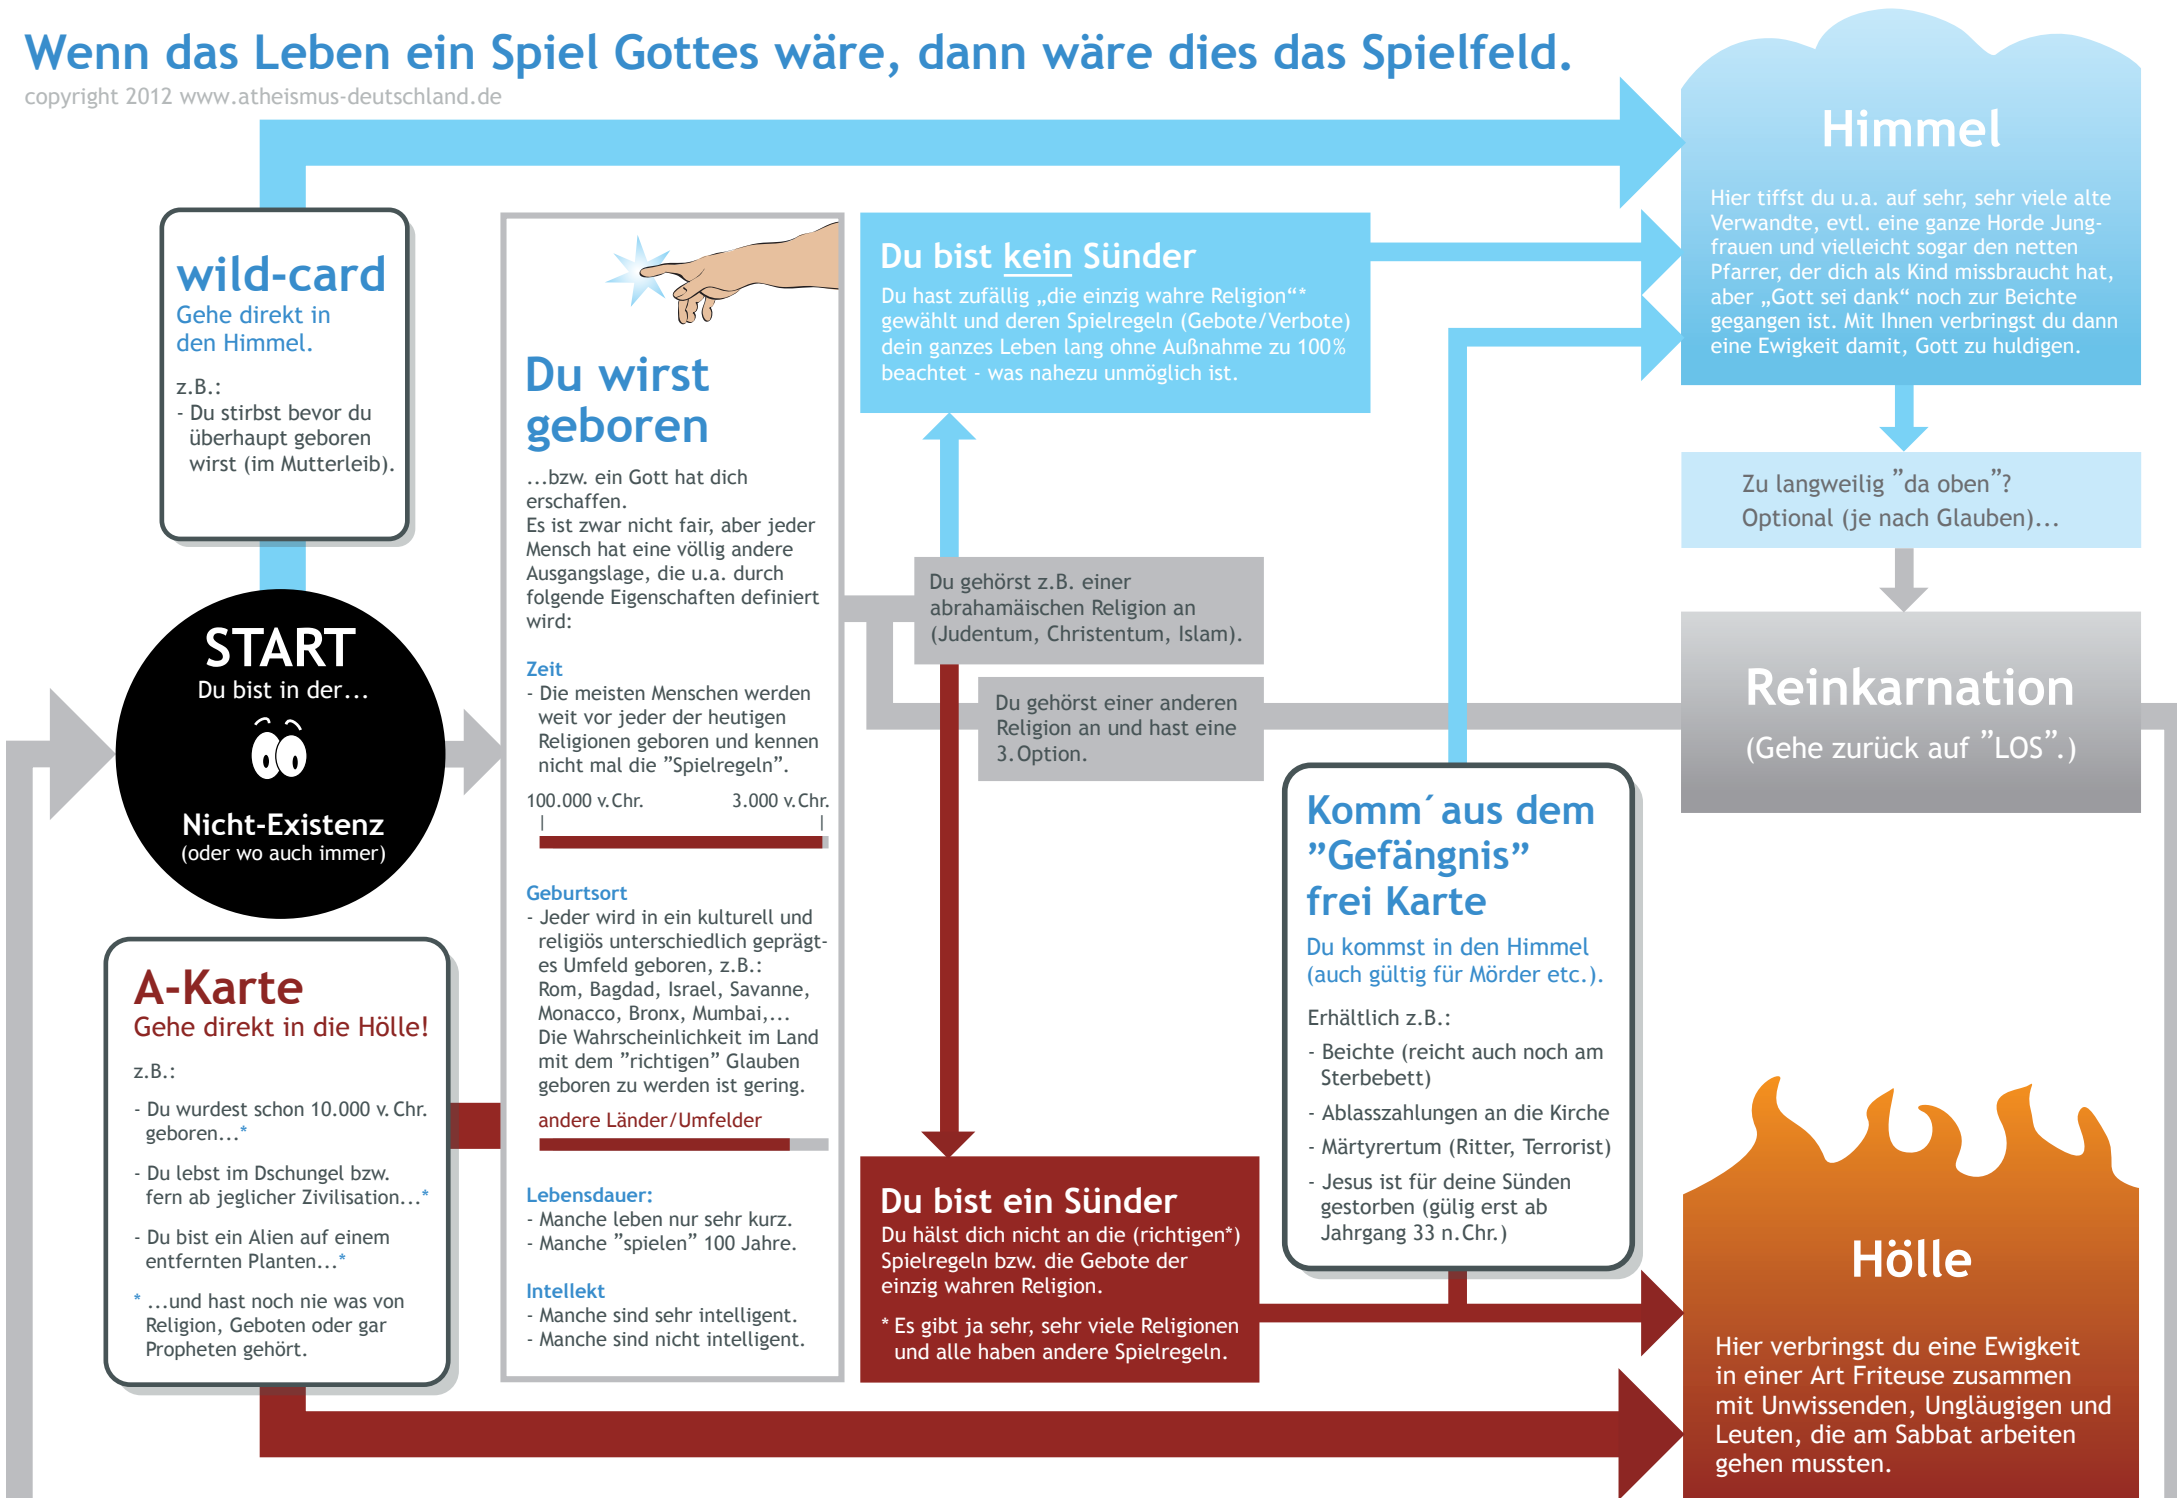 Wenn das Leben ein Spiel Gottes wäre, dann wäre dies das Spielfeld.
copyright 2012 www.atheismus-deutschland.de
wild-card
Gehe direkt in
den Himmel.
z.B.:
- Du stirbst bevor du
überhaupt geboren
wirst (im Mutterleib).
START
Du bist in der...
Nicht-Existenz
(oder wo auch immer)
A-Karte
Gehe direkt in die Hölle!
z.B.:
- Du wurdest schon 10.000 v. Chr.
geboren...*
- Du lebst im Dschungel bzw.
fern ab jeglicher Zivilisation...*
- Du bist ein Alien auf einem
entfernten Planten...*
* ...und hast noch nie was von
Religion, Geboten oder gar
Propheten gehört.
Du wirst
geboren
...bzw. ein Gott hat dich
erschaffen.
Es ist zwar nicht fair, aber jeder
Mensch hat eine völlig andere
Ausgangslage, die u.a. durch
folgende Eigenschaften definiert
wird:
Zeit
- Die meisten Menschen werden
weit vor jeder der heutigen
Religionen geboren und kennen
nicht mal die ”Spielregeln”.
100.000 v. Chr. 3.000 v. Chr.
Geburtsort
- Jeder wird in ein kulturell und
religiös unterschiedlich geprägt-
es Umfeld geboren, z.B.:
Rom, Bagdad, Israel, Savanne,
Monacco, Bronx, Mumbai,...
Die Wahrscheinlichkeit im Land
mit dem ”richtigen” Glauben
geboren zu werden ist gering.
andere Länder/Umfelder
Lebensdauer:
- Manche leben nur sehr kurz.
- Manche ”spielen” 100 Jahre.
Intellekt
- Manche sind sehr intelligent.
- Manche sind nicht intelligent.
Du bist kein Sünder
Du hast zufällig „die einzig wahre Religion“*
gewählt und deren Spielregeln (Gebote/Verbote)
dein ganzes Leben lang ohne Außnahme zu 100%
beachtet - was nahezu unmöglich ist.
Du gehörst z.B. einer
abrahamäischen Religion an
(Judentum, Christentum, Islam).
Du gehörst einer anderen
Religion an und hast eine
3. Option.
Du bist ein Sünder
Du hälst dich nicht an die (richtigen*)
Spielregeln bzw. die Gebote der
einzig wahren Religion.
* Es gibt ja sehr, sehr viele Religionen
und alle haben andere Spielregeln.
Komm´ aus dem
”Gefängnis”
frei Karte
Du kommst in den Himmel
(auch gültig für Mörder etc.).
Erhältlich z.B.:
- Beichte (reicht auch noch am
Sterbebett)
- Ablasszahlungen an die Kirche
- Märtyrertum (Ritter, Terrorist)
- Jesus ist für deine Sünden
gestorben (gülig erst ab
Jahrgang 33 n. Chr.)
Himmel
Hier tiffst du u.a. auf sehr, sehr viele alte
Verwandte, evtl. eine ganze Horde Jung-
frauen und vielleicht sogar den netten
Pfarrer, der dich als Kind missbraucht hat,
aber „Gott sei dank“ noch zur Beichte
gegangen ist. Mit Ihnen verbringst du dann
eine Ewigkeit damit, Gott zu huldigen.
Zu langweilig ”da oben”?
Optional (je nach Glauben)...
Reinkarnation
(Gehe zurück auf ”LOS”.)
Hölle
Hier verbringst du eine Ewigkeit
in einer Art Friteuse zusammen
mit Unwissenden, Ungläugigen und
Leuten, die am Sabbat arbeiten
gehen mussten.